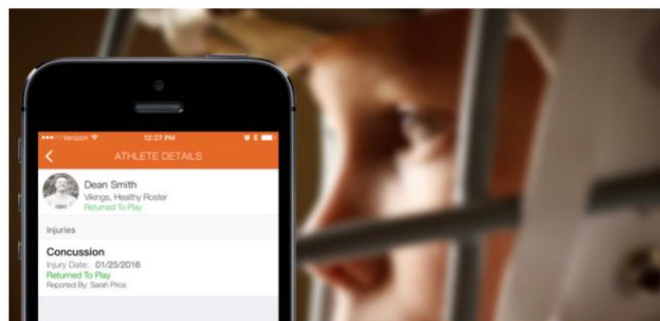 Verizon 12:27 PM
ATHLETE DETAILS
Dean Smith
Vikings, Healthy Roster
Returned To Play
Injuries
Concussion
Injury Date: 01/25/2016
Returned To Play
Reported By: Sarah Price